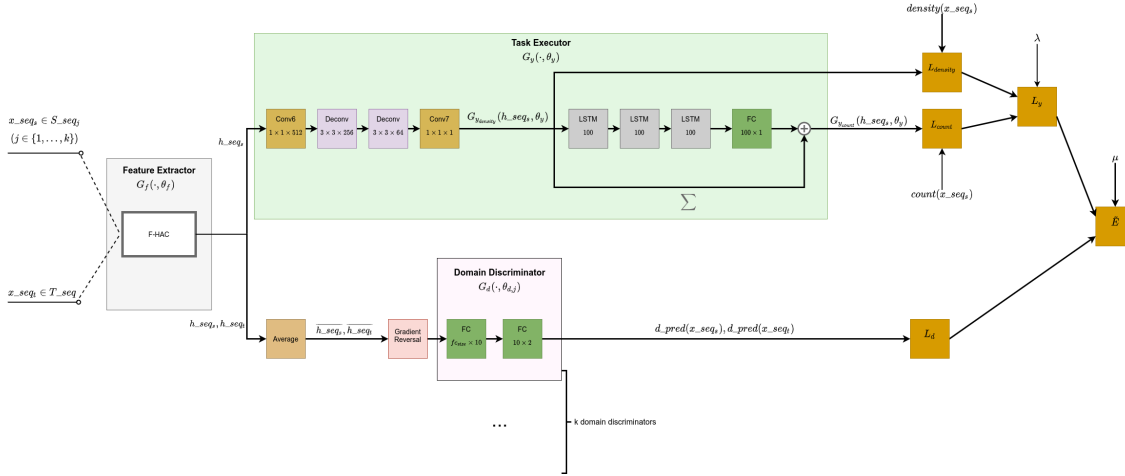 density(x_seq_s)
Task Executor
G_y(·, θ_y)
λ
L_density
L_y
x_seq_s ∈ S_seq_j
(j ∈ {1, . . . , k})
Conv6
1 × 1 × 512
Deconv
3 × 3 × 256
Deconv
3 × 3 × 64
Conv7
1 × 1 × 1
G_{y_density}(h_seq_s, θ_y)
LSTM
100
LSTM
100
LSTM
100
FC
100 × 1
G_{y_count}(h_seq_s, θ_y)
L_count
h_seq_s
Feature Extractor
G_f(·, θ_f)
μ
count(x_seq_s)
∑
F-HAC
Ẽ
Domain Discriminator
G_d(·, θ_{d,j})
x_seq_t ∈ T_seq
h_seq_s, h_seq_t
Average
h_seq_s, h_seq_t
Gradient
Reversal
FC
fc_size × 10
FC
10 × 2
d_pred(x_seq_s), d_pred(x_seq_t)
L_d
...
k domain discriminators